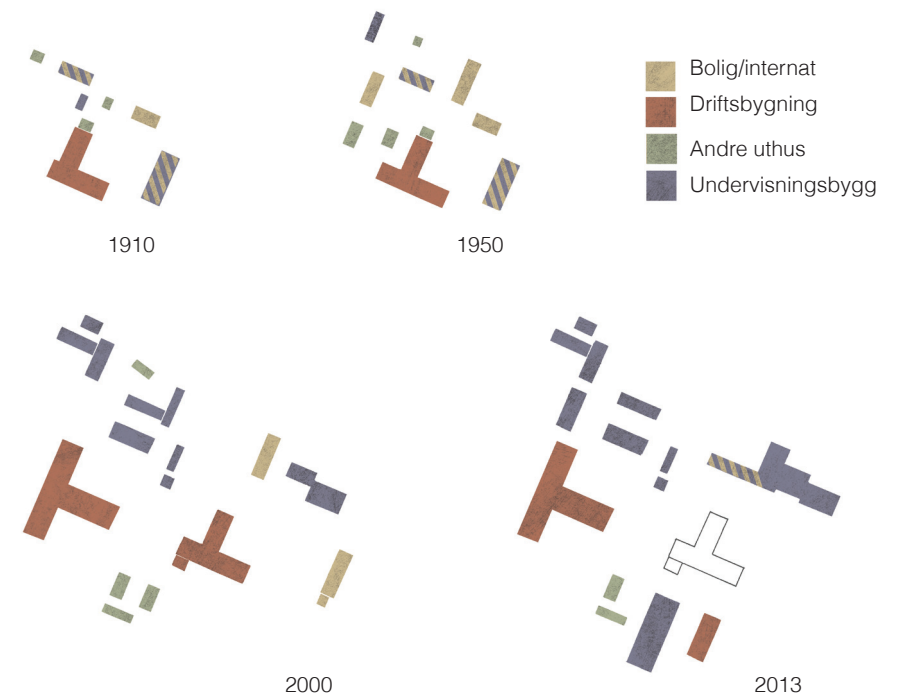 Bolig/internat
Driftsbygning
Andre uthus
Undervisningsbygg
1910
1950
2000
2013